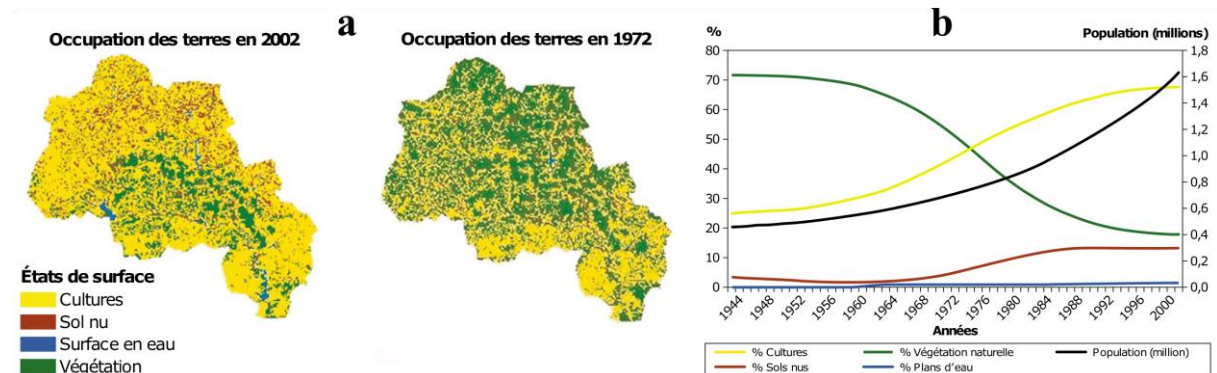 a
Occupation des terres en 2002
Occupation des terres en 1972
États de surface
Cultures
Sol nu
Surface en eau
Végétation
b
%
Population (millions)
80
70
60
50
40
30
20
10
0
1,8
1,6
1,4
1,2
1,0
0,8
0,6
0,4
0,2
0,0
1944
1948
1952
1956
1960
1964
1968
1972
1976
1980
1984
1988
1992
1996
2000
Années
% Cultures
% Végétation naturelle
Population (million)
% Sols nus
% Plans d'eau